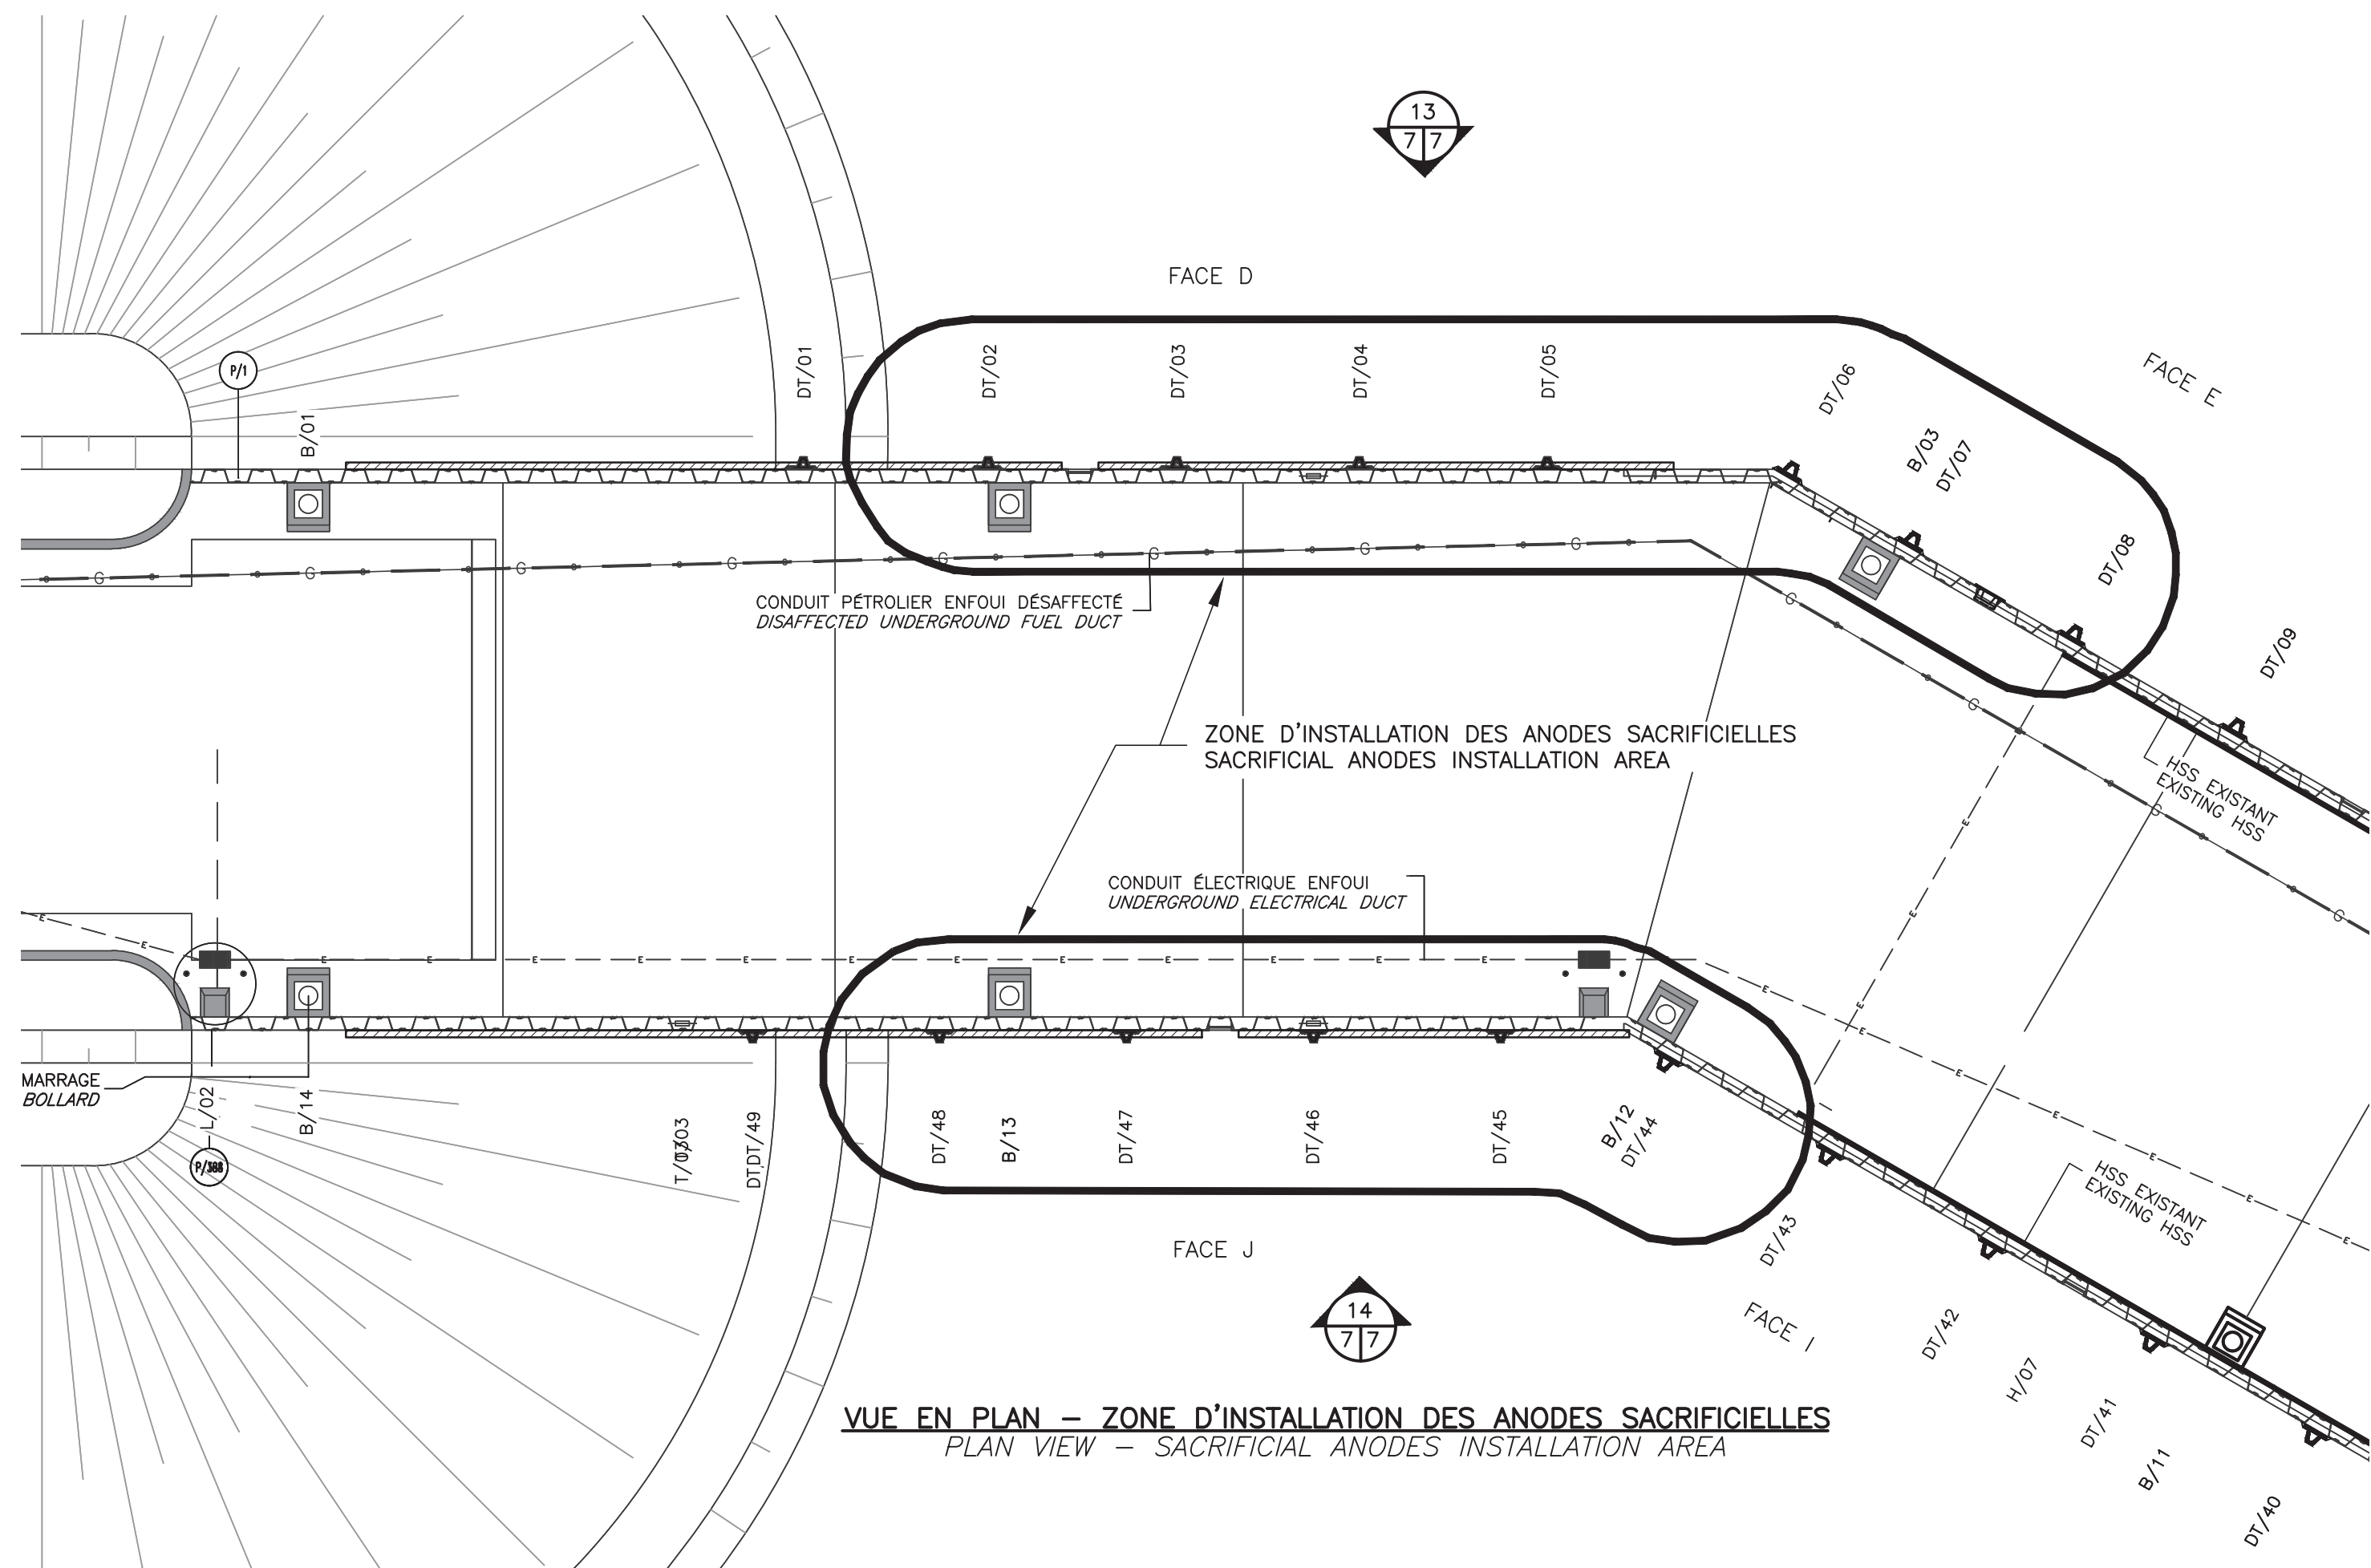 13
7 7
FACE D
FACE E
P/1
B/01
DT/01
DT/02
DT/03
DT/04
DT/05
DT/06
B/03
DT/07
DT/08
DT/09
G G G G G G G G
CONDUIT PÉTROLIER ENFOUI DÉSAFFECTÉ
DISAFFECTED UNDERGROUND FUEL DUCT
G G G G
ZONE D'INSTALLATION DES ANODES SACRIFICIELLES
SACRIFICIAL ANODES INSTALLATION AREA
HSS EXISTANT
EXISTING HSS
CONDUIT ÉLECTRIQUE ENFOUI
UNDERGROUND ELECTRICAL DUCT
E E E E E E E E E E E E E E
E E E
E E E E E E E
MARRAGE
BOLLARD
L/02
B/14
DT/49
DT/48
B/13
DT/47
DT/46
DT/45
B/12
DT/44
DT/43
HSS EXISTANT
EXISTING HSS
FACE J
FACE I
14
7 7
DT/42
H/07
DT/41
B/11
DT/40
VUE EN PLAN – ZONE D'INSTALLATION DES ANODES SACRIFICIELLES
PLAN VIEW – SACRIFICIAL ANODES INSTALLATION AREA